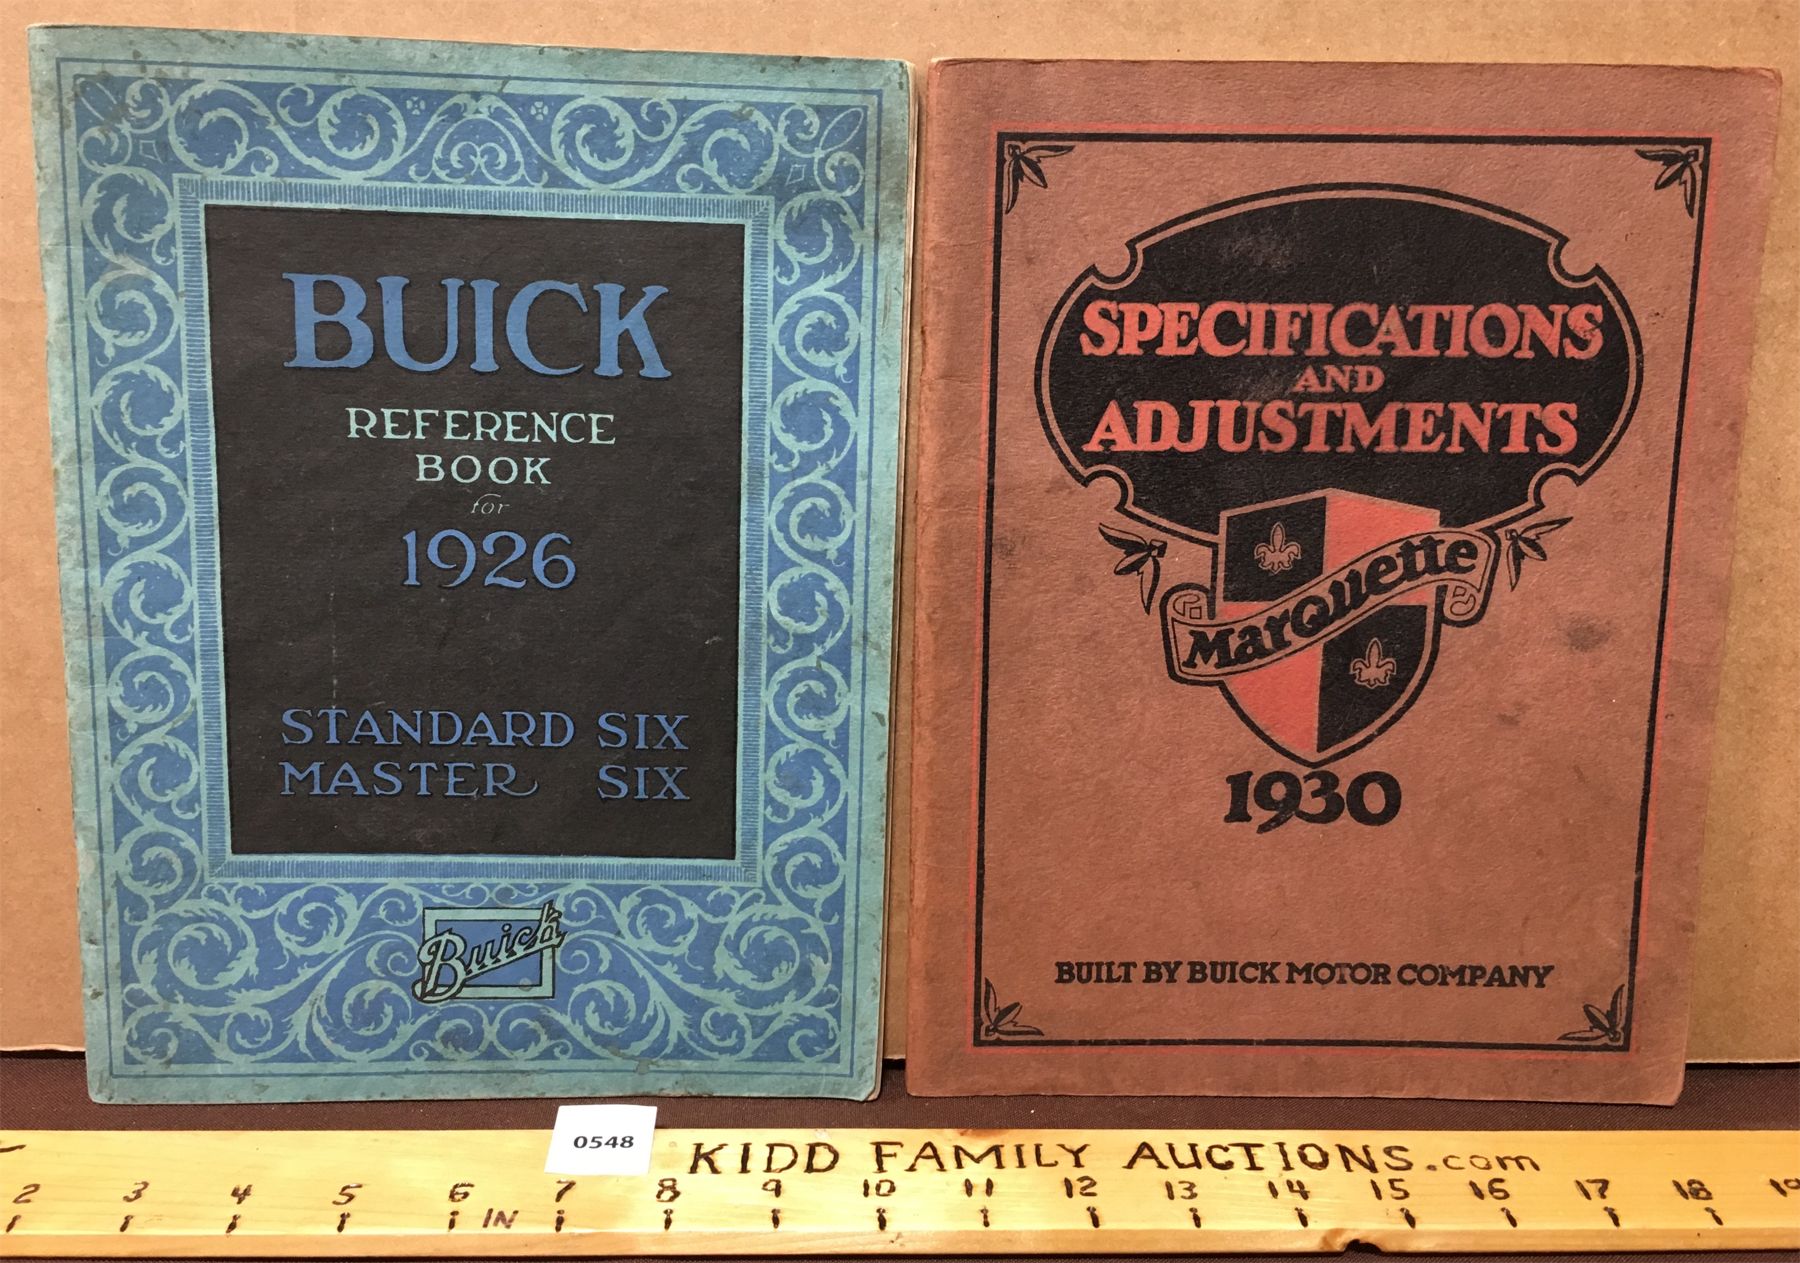 BUICK
REFERENCE
BOOK
for
1926
STANDARD SIX
MASTER SIX
Buick
SPECIFICATIONS
AND
ADJUSTMENTS
Marquette
1930
BUILT BY BUICK MOTOR COMPANY
0548
KIDD FAMILY AUCTIONS.com
2 3 4 5 6 7 8 9 10 11 12 13 14 15 16 17 18 19
IN